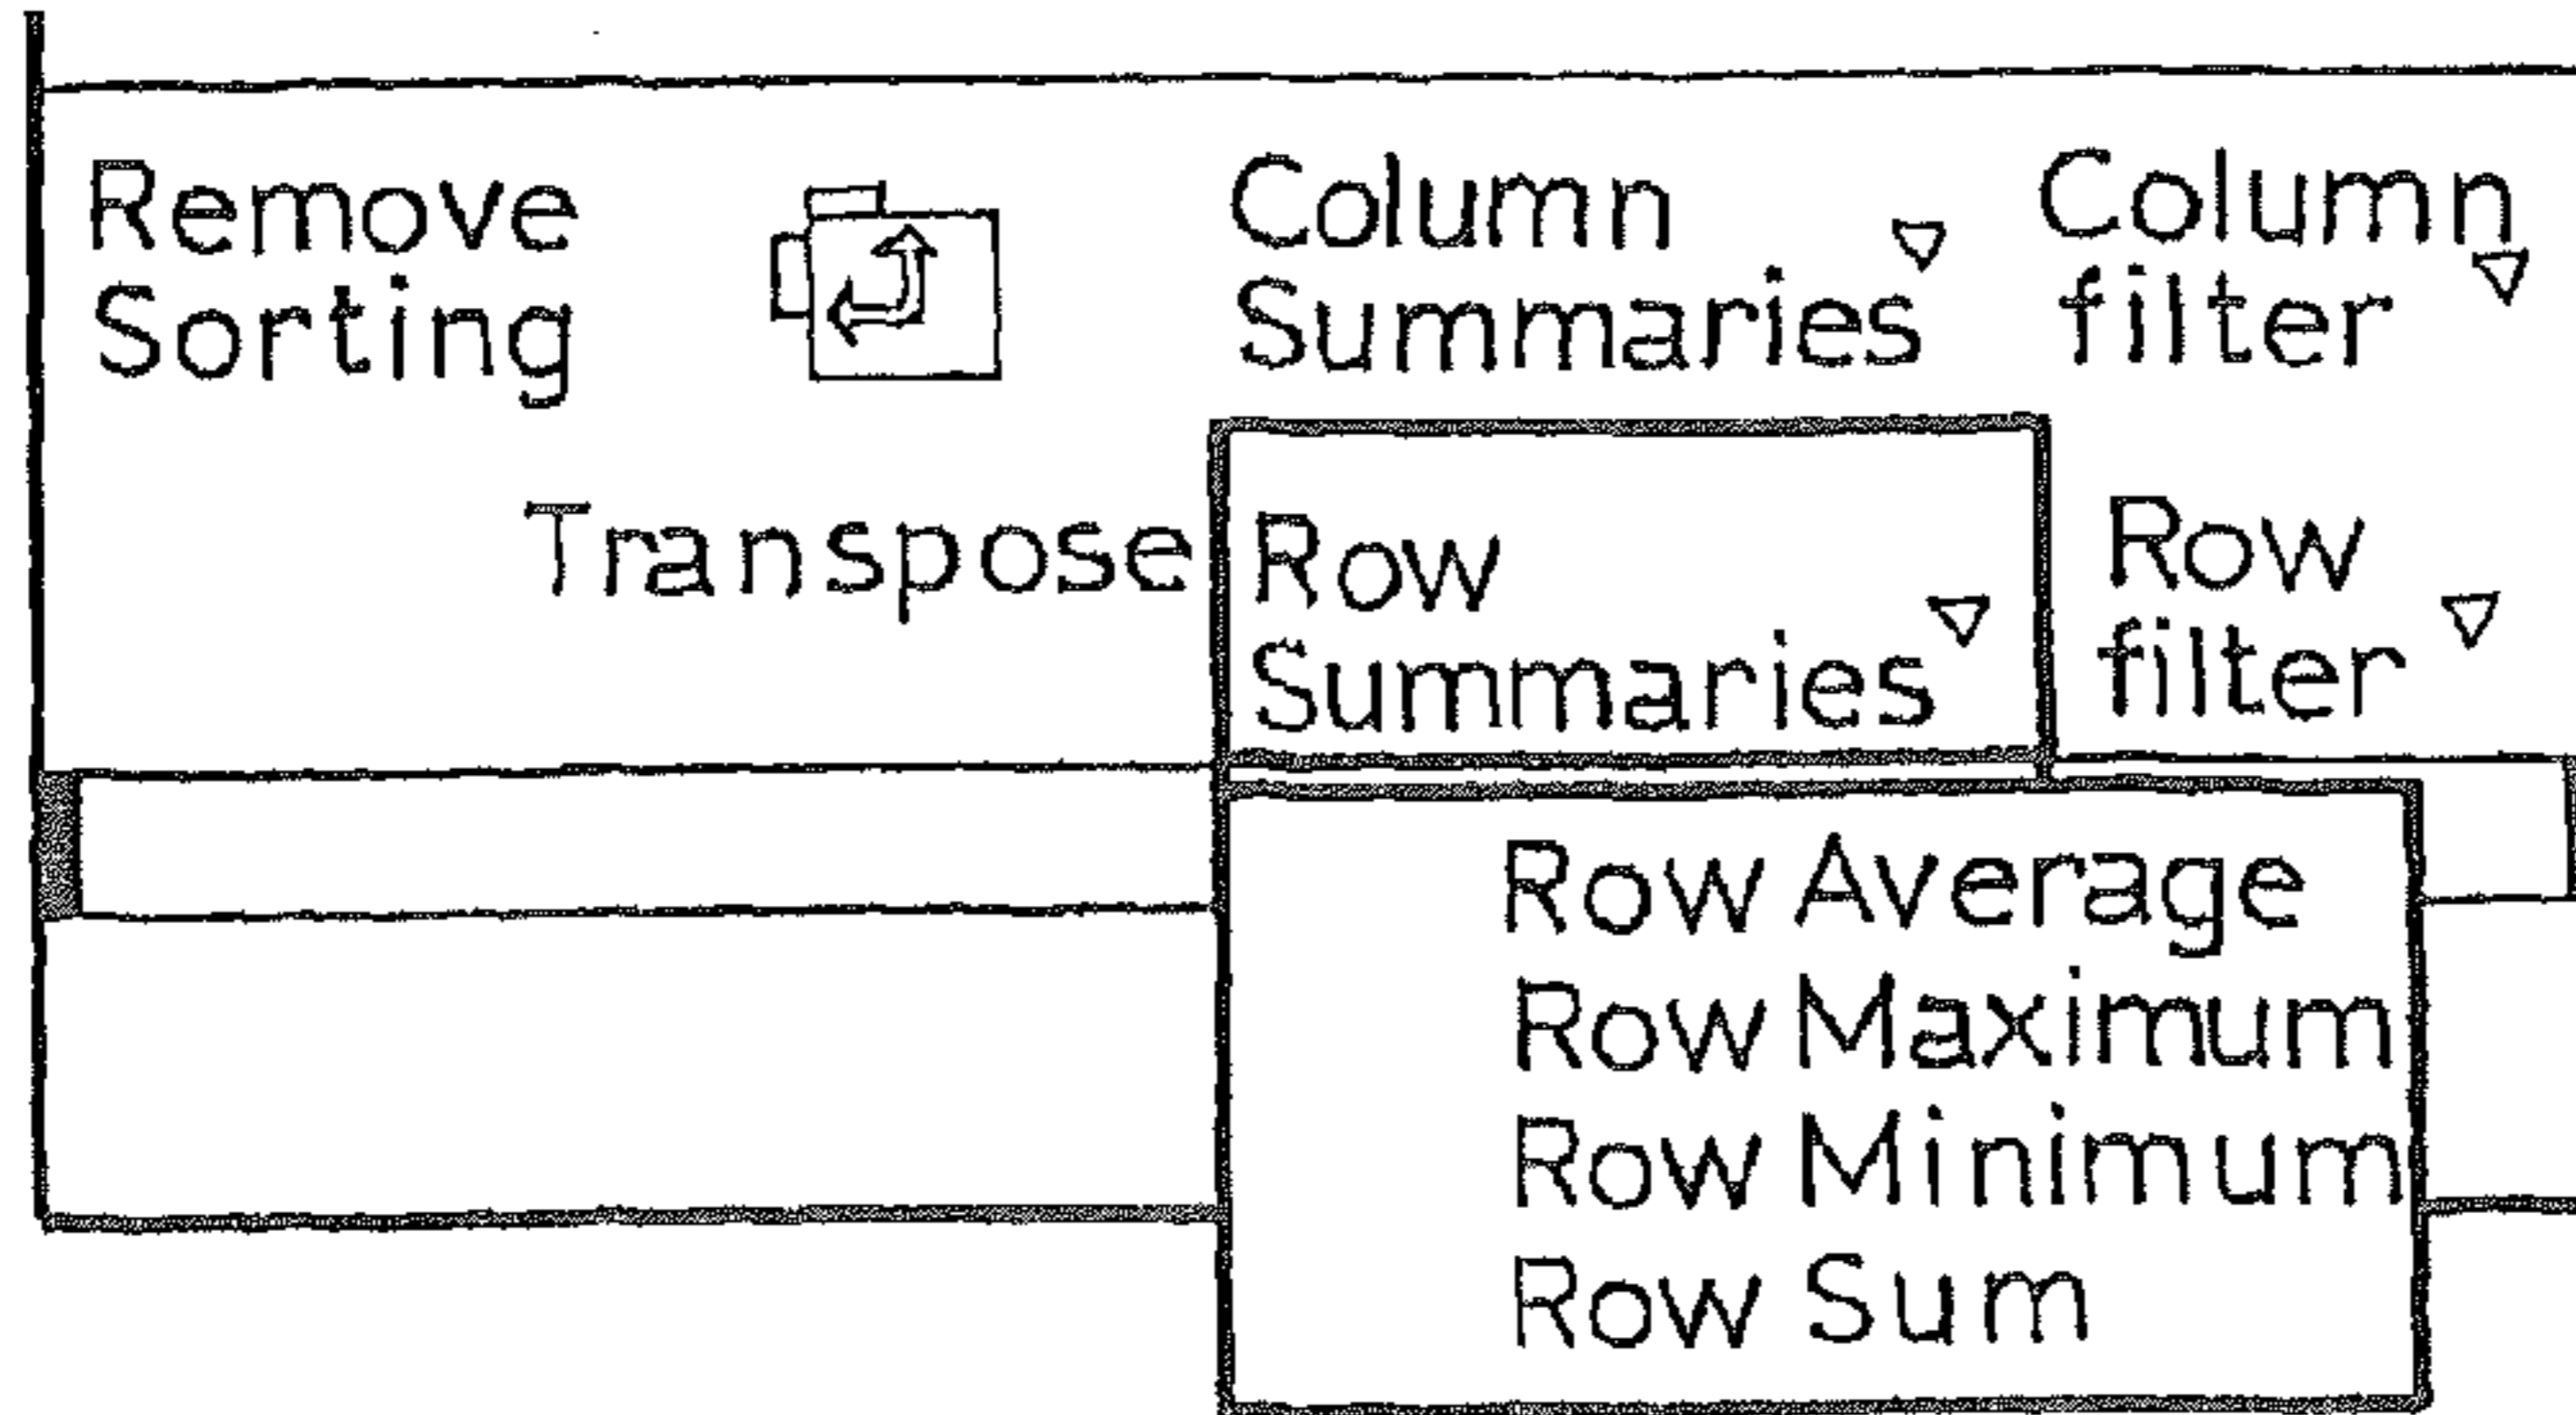 Remove
Sorting
Transpose
Column
Summaries
Column
filter
Row
Summaries
Row
filter
Row Average
Row Maximum
Row Minimum
Row Sum